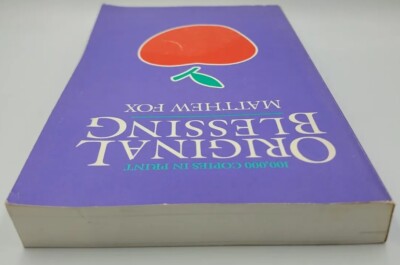 100,000 COPIES IN PRINT
ORIGINAL
BLESSING
MATTHEW FOX